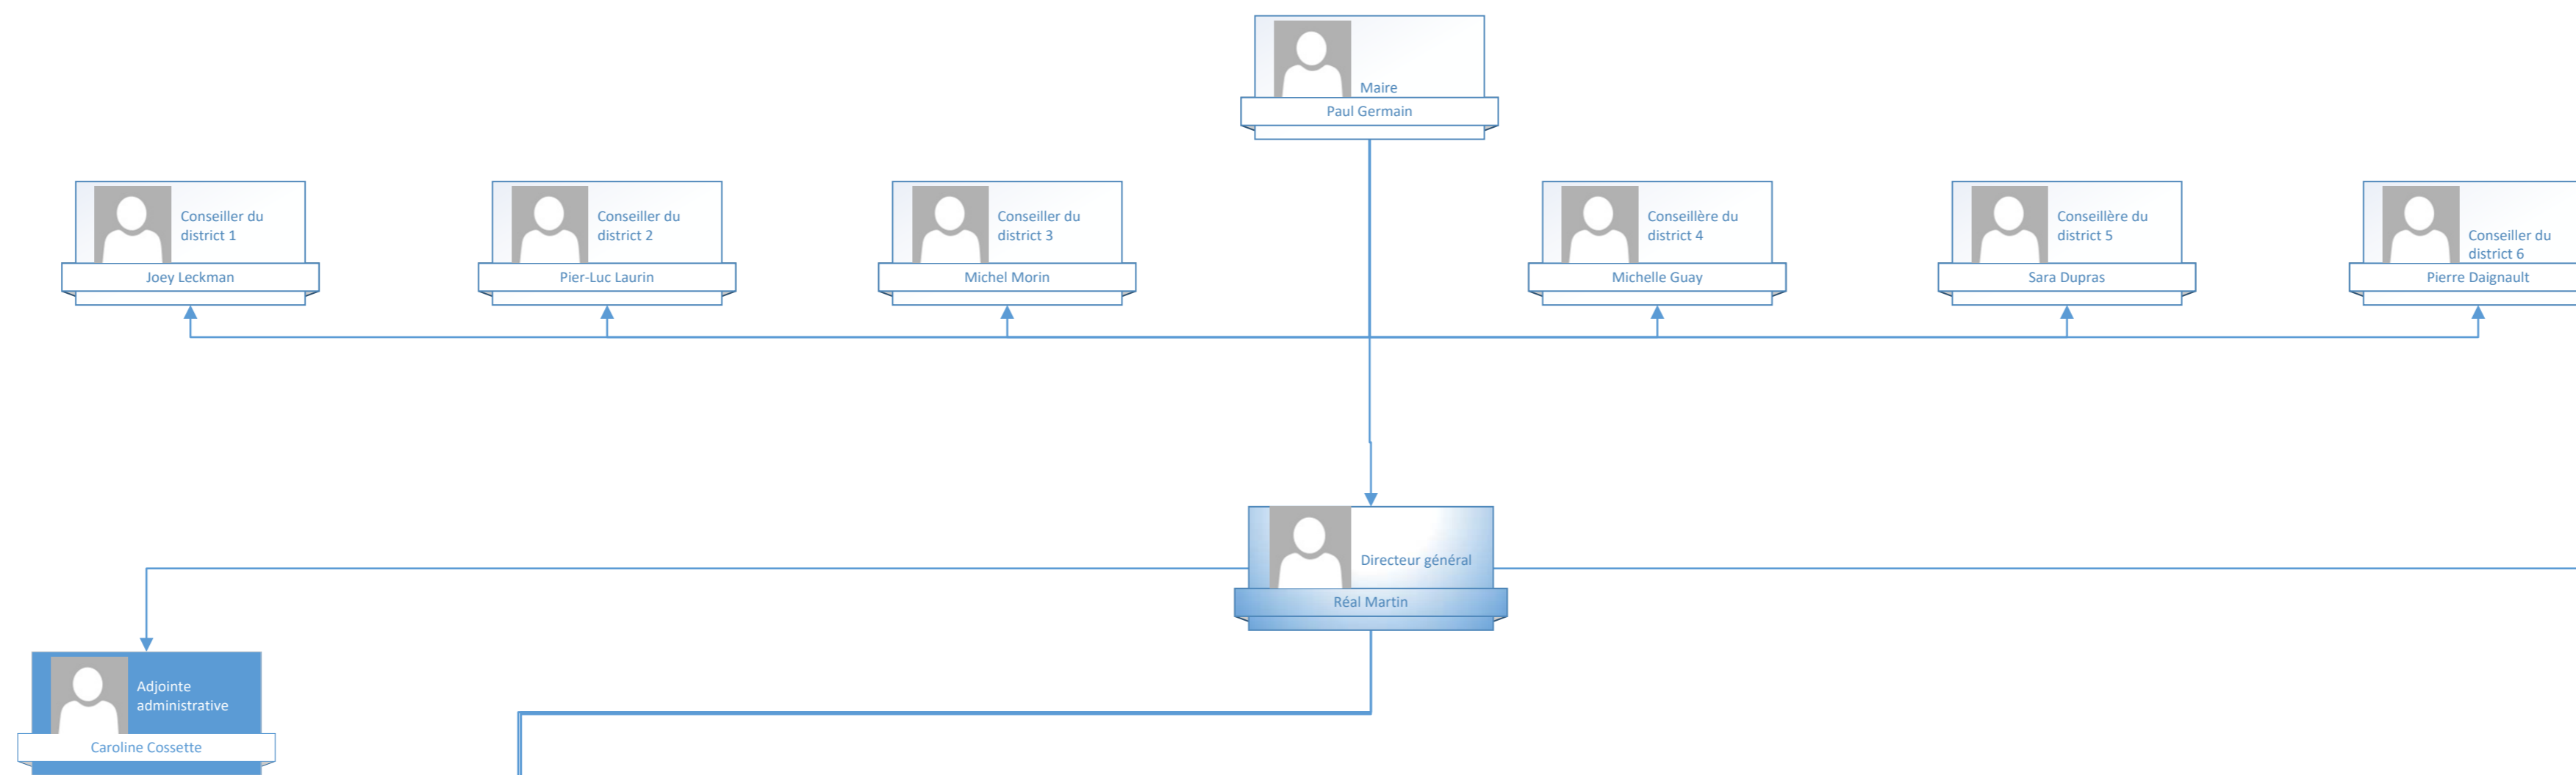 Maire
Paul Germain
Conseiller du
district 1
Joey Leckman
Conseiller du
district 2
Pier-Luc Laurin
Conseiller du
district 3
Michel Morin
Conseillère du
district 4
Michelle Guay
Conseillère du
district 5
Sara Dupras
Conseiller du
district 6
Pierre Daignault
Directeur général
Réal Martin
Adjointe
administrative
Caroline Cossette